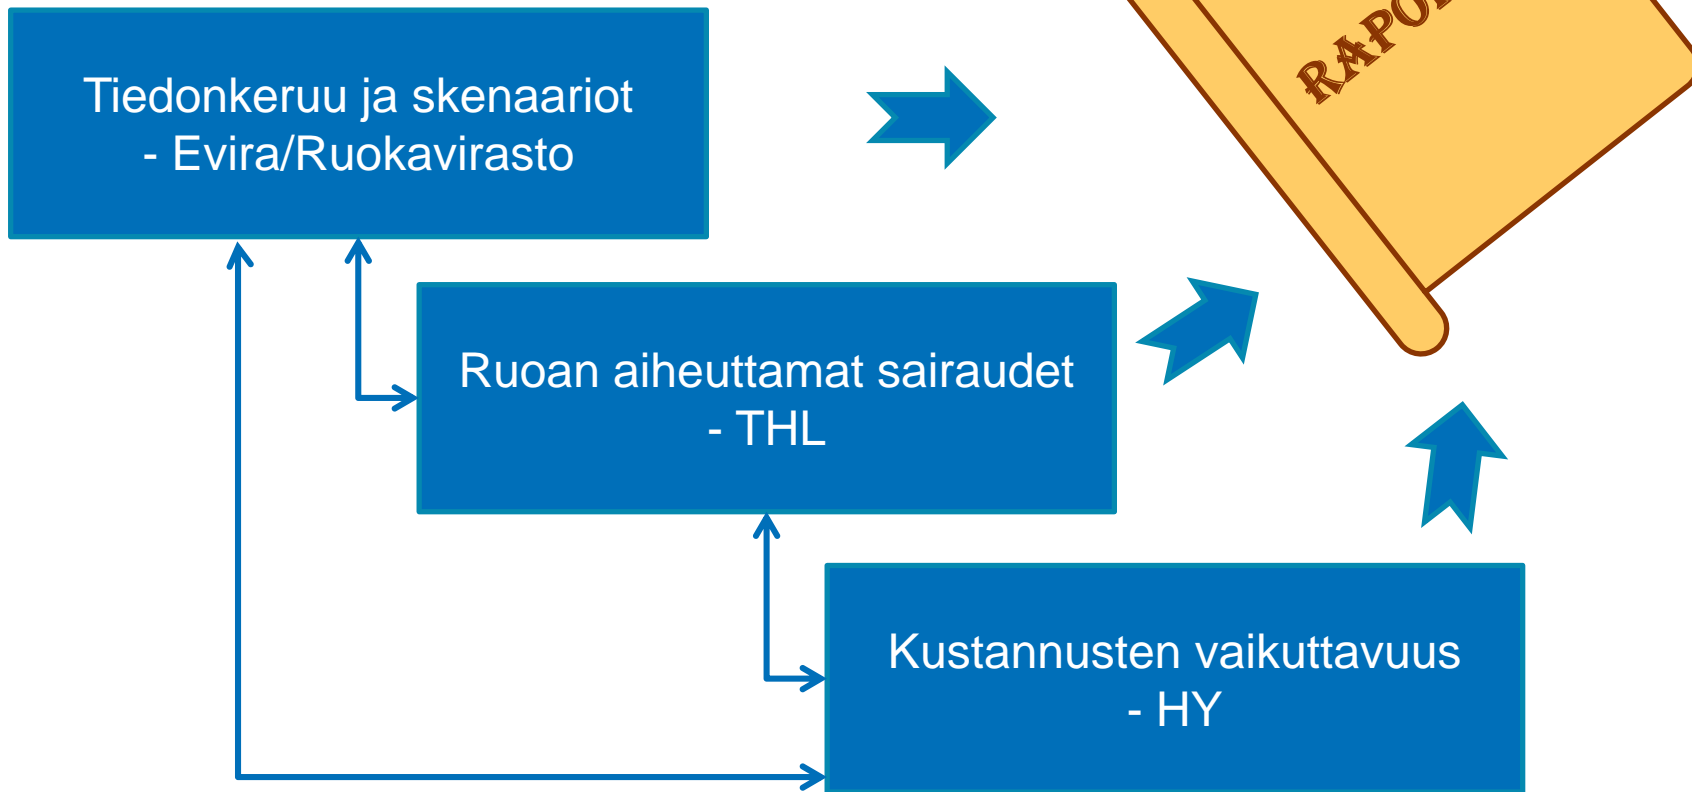 Tiedonkeruu ja skenaariot
- Evira/Ruokavirasto
Ruoan aiheuttamat sairaudet
- THL
Kustannusten vaikuttavuus
- HY